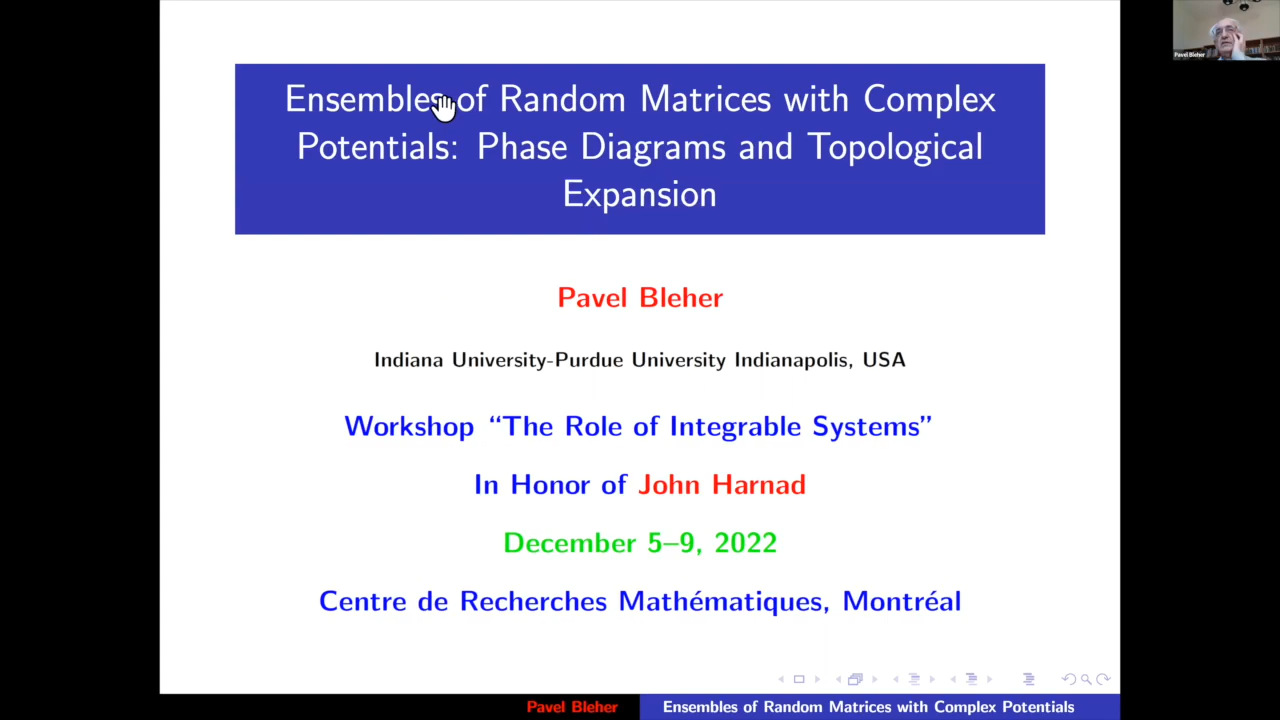 Ensembles of Random Matrices with Complex
Potentials: Phase Diagrams and Topological
Expansion
Pavel Bleher
Indiana University-Purdue University Indianapolis, USA
Workshop “The Role of Integrable Systems”
In Honor of John Harnad
December 5–9, 2022
Centre de Recherches Mathématiques, Montréal
Pavel Bleher
Ensembles of Random Matrices with Complex Potentials
Pavel Bleher